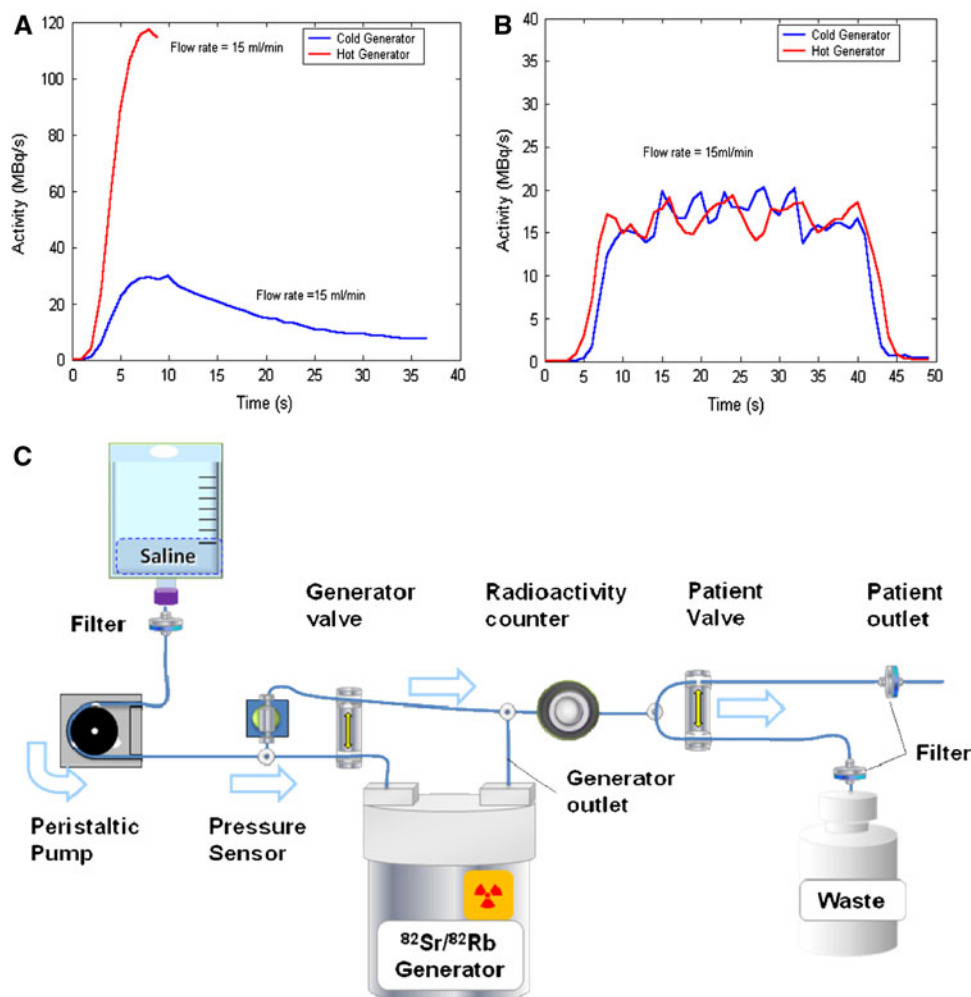 A
120
100
80
60
40
20
0
Activity (MBq/s)
Flow rate = 15 ml/min
Cold Generator
Hot Generator
Flow rate =15 ml/min
0 5 10 15 20 25 30 35 40
Time (s)
B
40
35
30
25
20
15
10
5
0
Activity (MBq/s)
Cold Generator
Hot Generator
Flow rate = 15ml/min
0 5 10 15 20 25 30 35 40 45 50
Time (s)
C
Saline
Filter
Generator
valve
Radioactivity
counter
Patient
Valve
Patient
outlet
Peristaltic
Pump
Pressure
Sensor
Generator
outlet
Filter
⁸²Sr/⁸²Rb
Generator
Waste